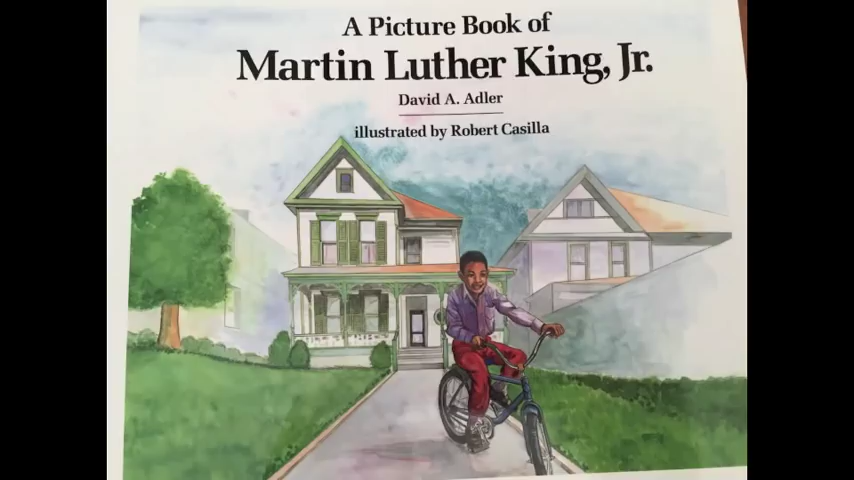 A Picture Book of
Martin Luther King, Jr.
David A. Adler
illustrated by Robert Casilla